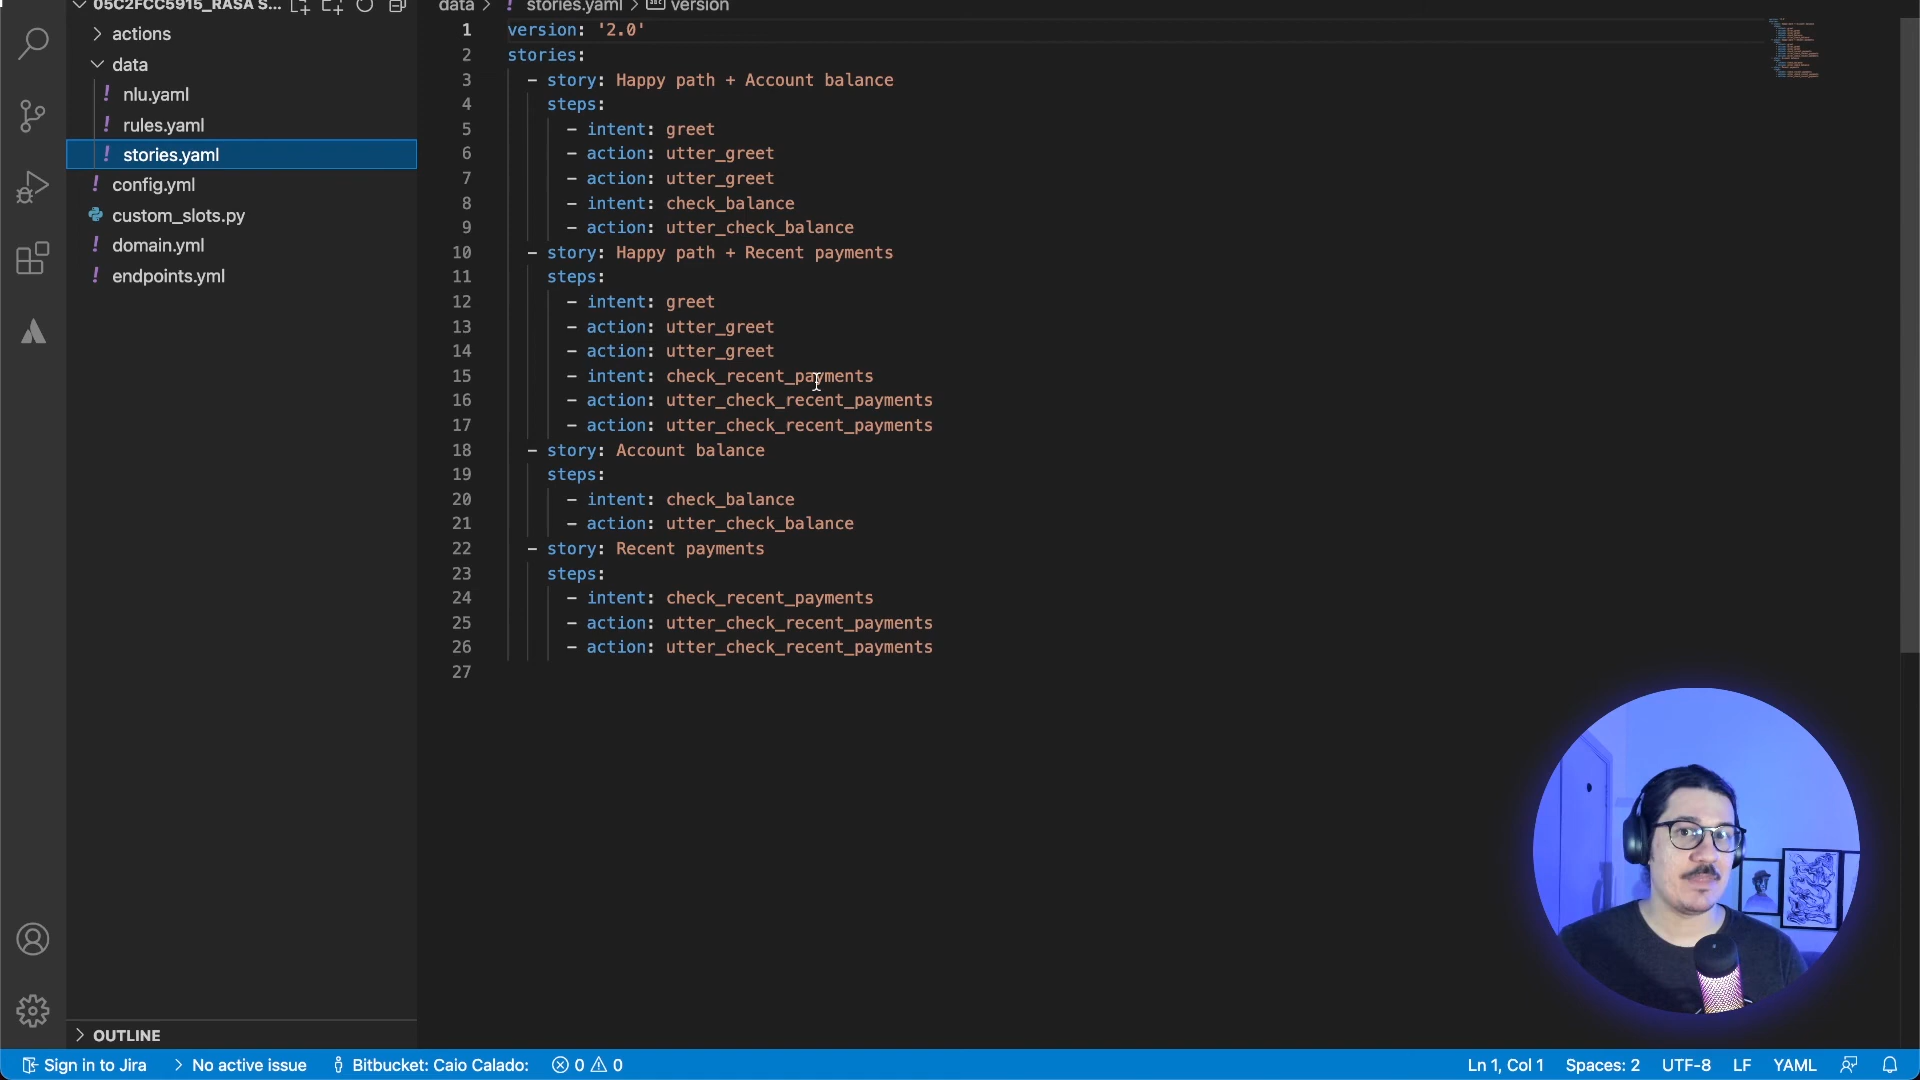 05C2FCC5915_RASA S...
actions
data
nlu.yaml
rules.yaml
stories.yaml
config.yml
custom_slots.py
domain.yml
endpoints.yml
OUTLINE
data > stories.yaml > version
1 version: '2.0'
2 stories:
3 - story: Happy path + Account balance
4 steps:
5 - intent: greet
6 - action: utter_greet
7 - action: utter_greet
8 - intent: check_balance
9 - action: utter_check_balance
10 - story: Happy path + Recent payments
11 steps:
12 - intent: greet
13 - action: utter_greet
14 - action: utter_greet
15 - intent: check_recent_payments
16 - action: utter_check_recent_payments
17 - action: utter_check_recent_payments
18 - story: Account balance
19 steps:
20 - intent: check_balance
21 - action: utter_check_balance
22 - story: Recent payments
23 steps:
24 - intent: check_recent_payments
25 - action: utter_check_recent_payments
26 - action: utter_check_recent_payments
27
Sign in to Jira > No active issue Bitbucket: Caio Calado: 0 0 Ln 1, Col 1 Spaces: 2 UTF-8 LF YAML